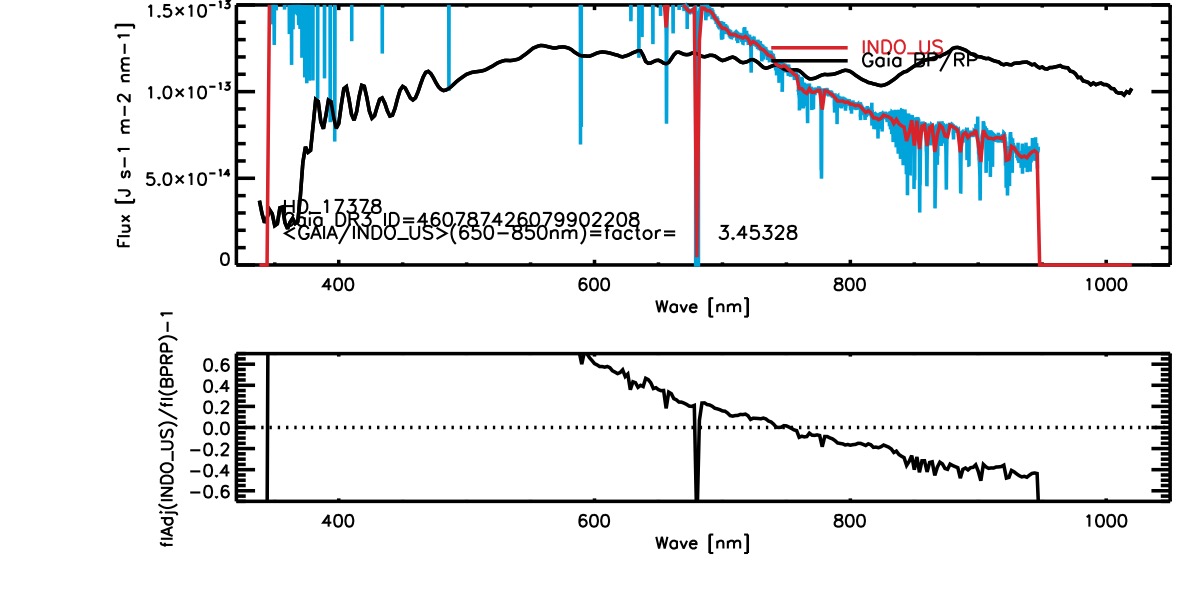 1.5×10⁻¹³
1.0×10⁻¹³
5.0×10⁻¹⁴
0
Flux [J s−1 m−2 nm−1]
INDO_US
Gaia BP/RP
HD_17378
Gaia DR3 ID=460787426079902208
<GAIA/INDO_US>(650−850nm)=factor= 3.45328
400 600 800 1000
Wave [nm]
flAdj(INDO_US)/fl(BPRP)−1
0.6
0.4
0.2
0.0
−0.2
−0.4
−0.6
400 600 800 1000
Wave [nm]